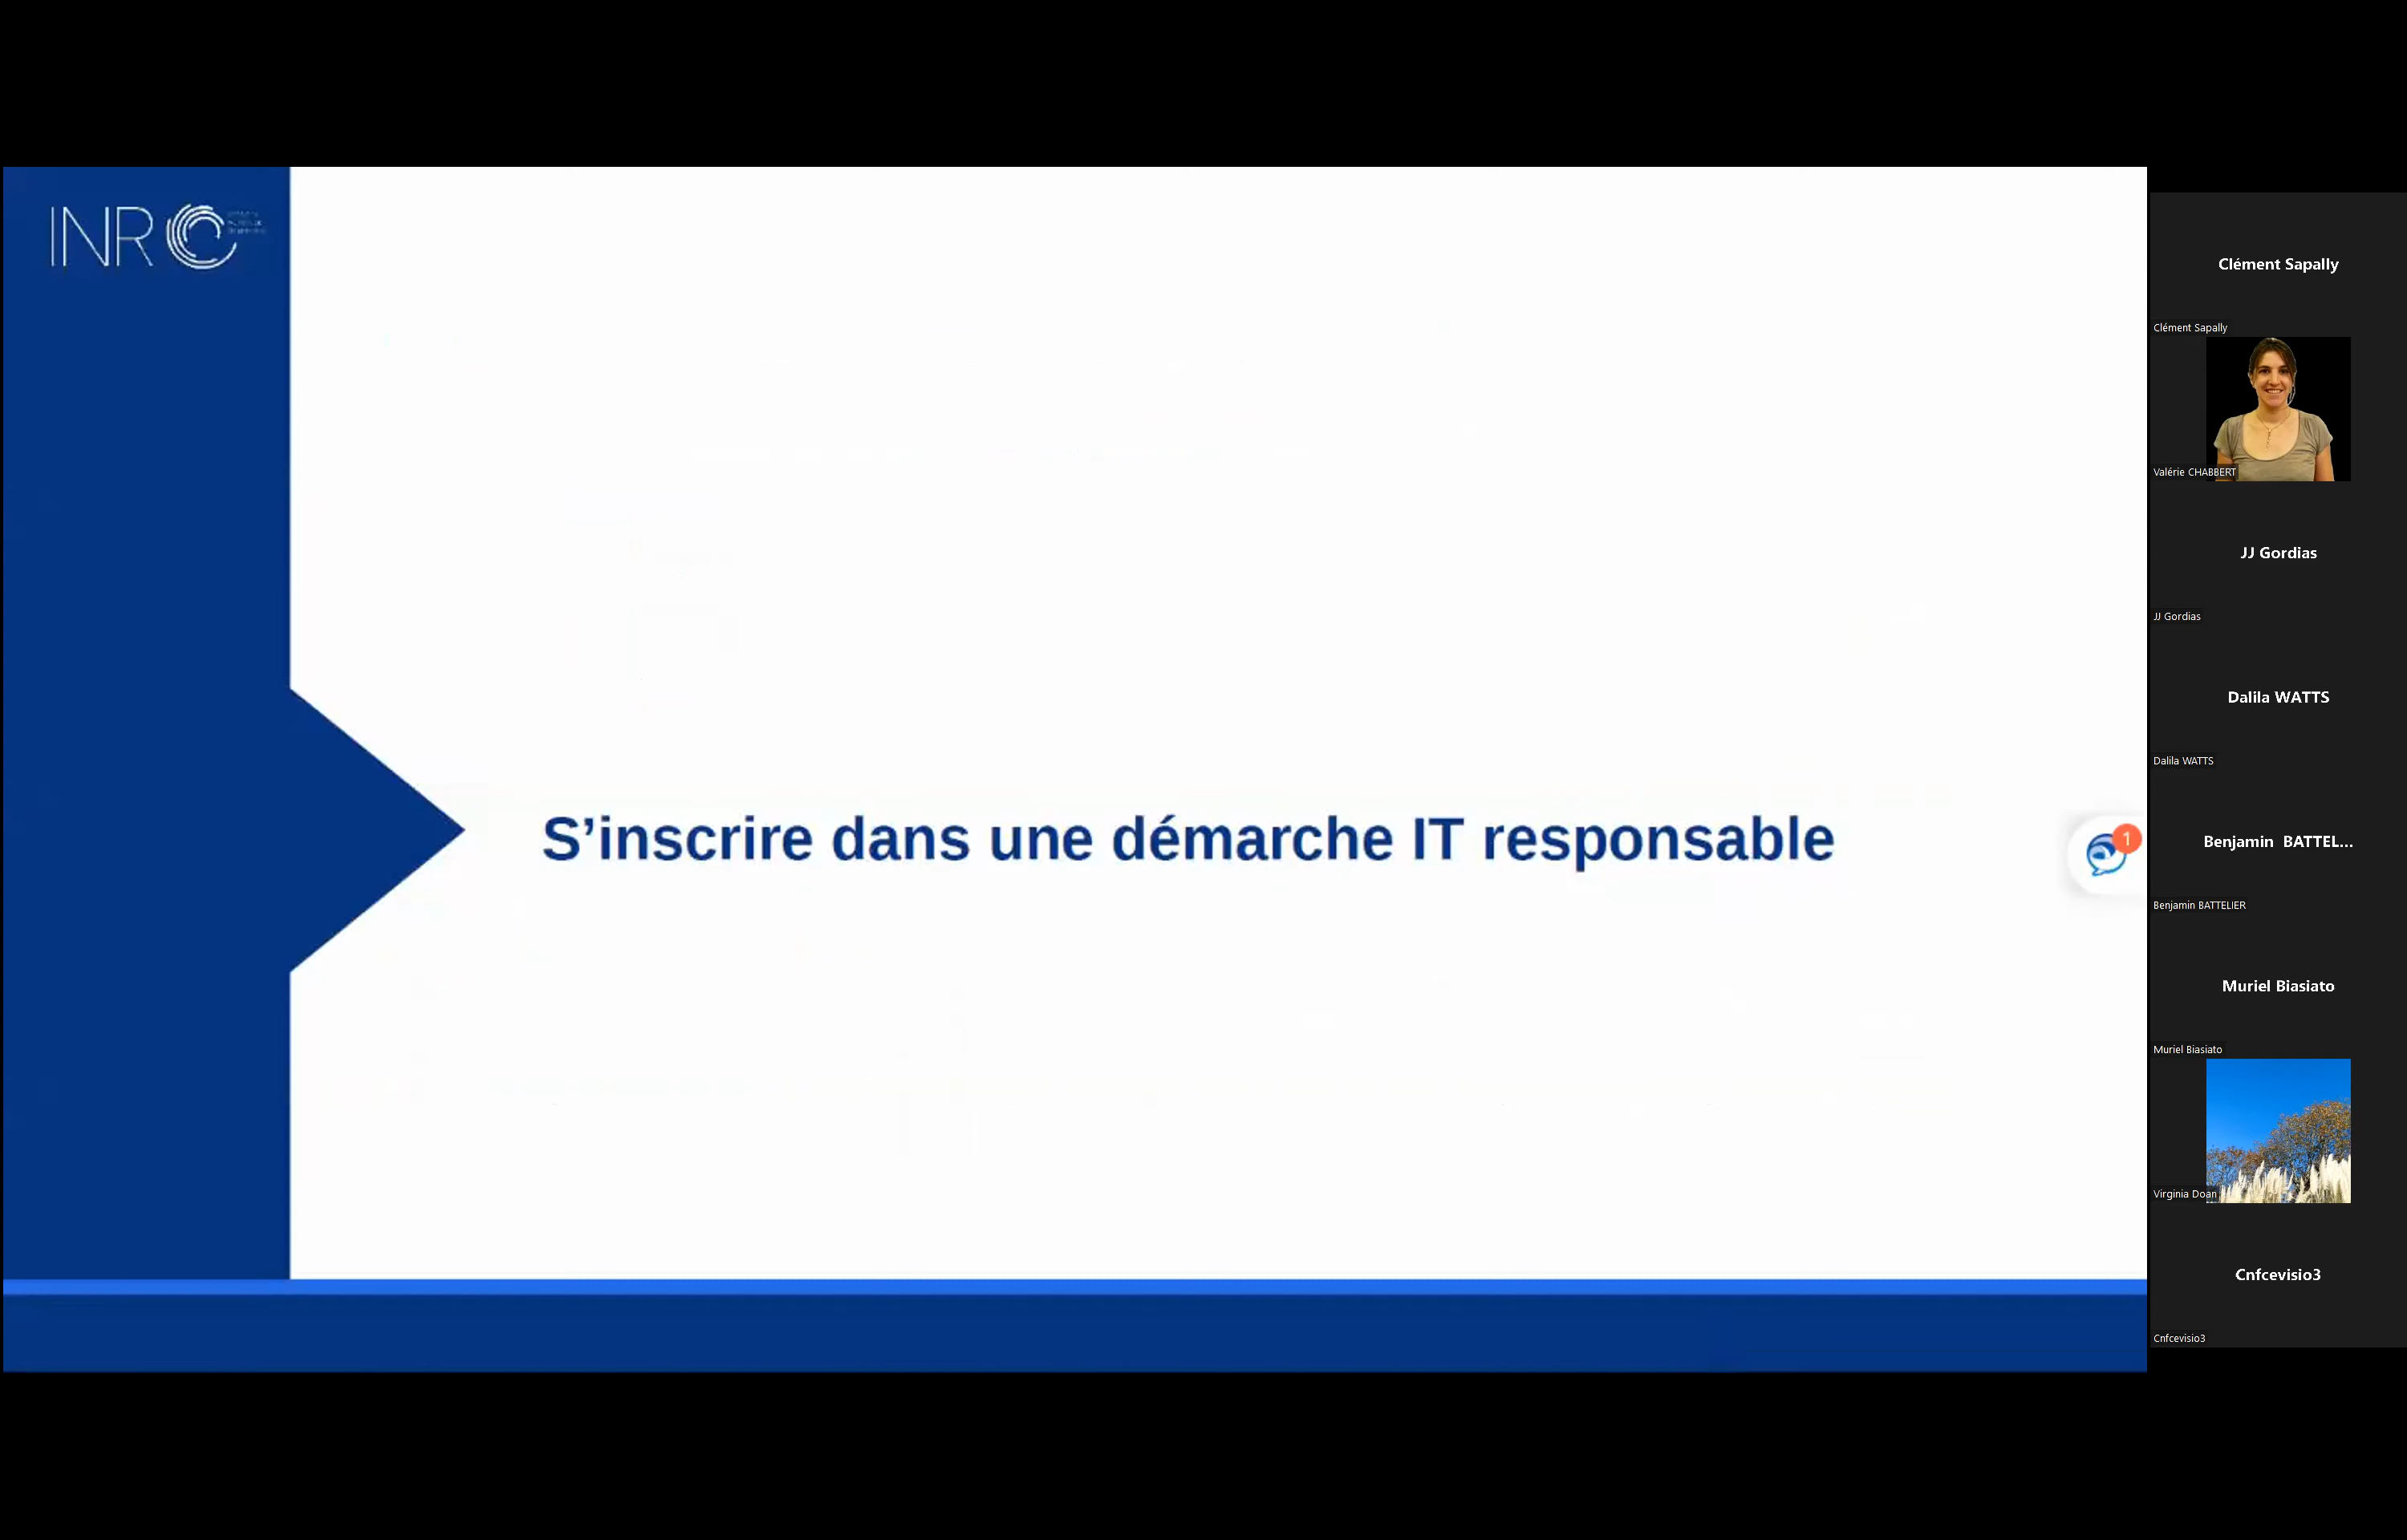 INR
S’inscrire dans une démarche IT responsable
1
Clément Sapally
Clément Sapally
Valérie CHABBERT
JJ Gordias
JJ Gordias
Dalila WATTS
Dalila WATTS
Benjamin BATTEL...
Benjamin BATTELIER
Muriel Biasiato
Muriel Biasiato
Virginia Doan
Cnfcevisio3
Cnfcevisio3